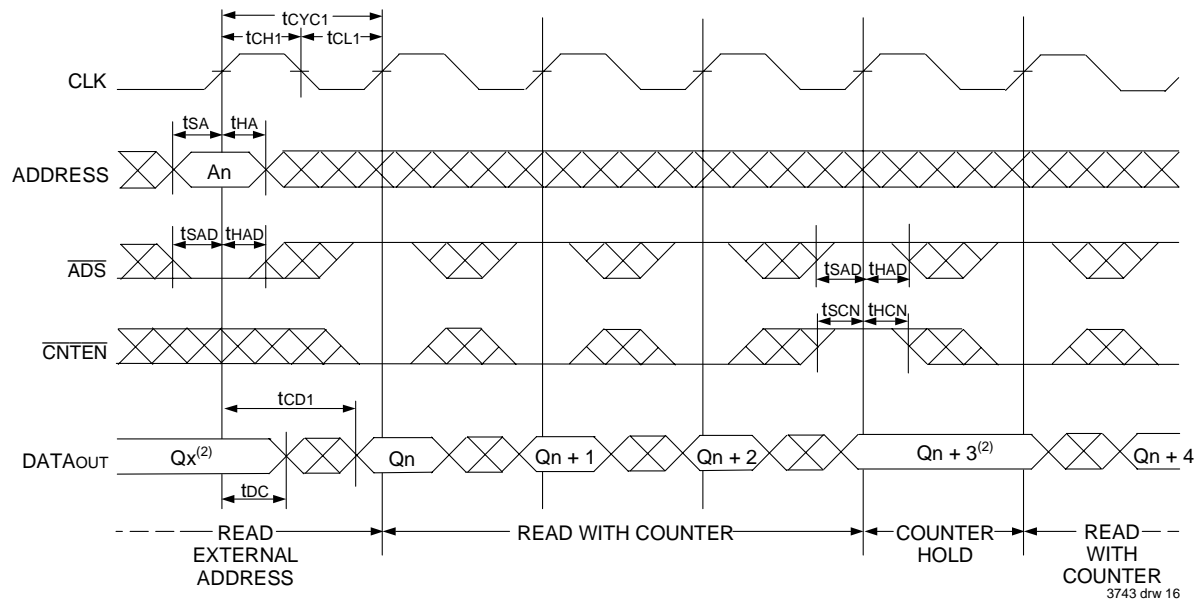 tCYC1
tCH1 tCL1
CLK
tSA tHA
ADDRESS An
tSAD tHAD
ADS
tSAD tHAD
tSCN tHCN
CNTEN
tCD1
DATAOUT Qx(2) Qn Qn + 1 Qn + 2 Qn + 3(2) Qn + 4
tDC
READ EXTERNAL ADDRESS
READ WITH COUNTER
COUNTER HOLD
READ WITH COUNTER
3743 drw 16